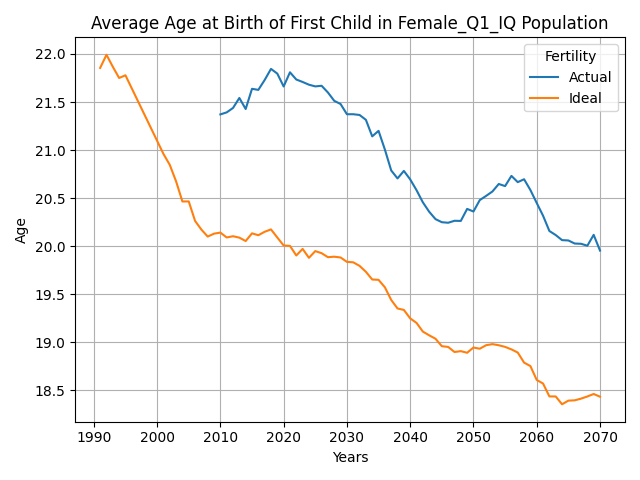 Average Age at Birth of First Child in Female_Q1_IQ Population
Fertility
Actual
Ideal
22.0
21.5
21.0
20.5
20.0
19.5
19.0
18.5
Age
1990 2000 2010 2020 2030 2040 2050 2060 2070
Years